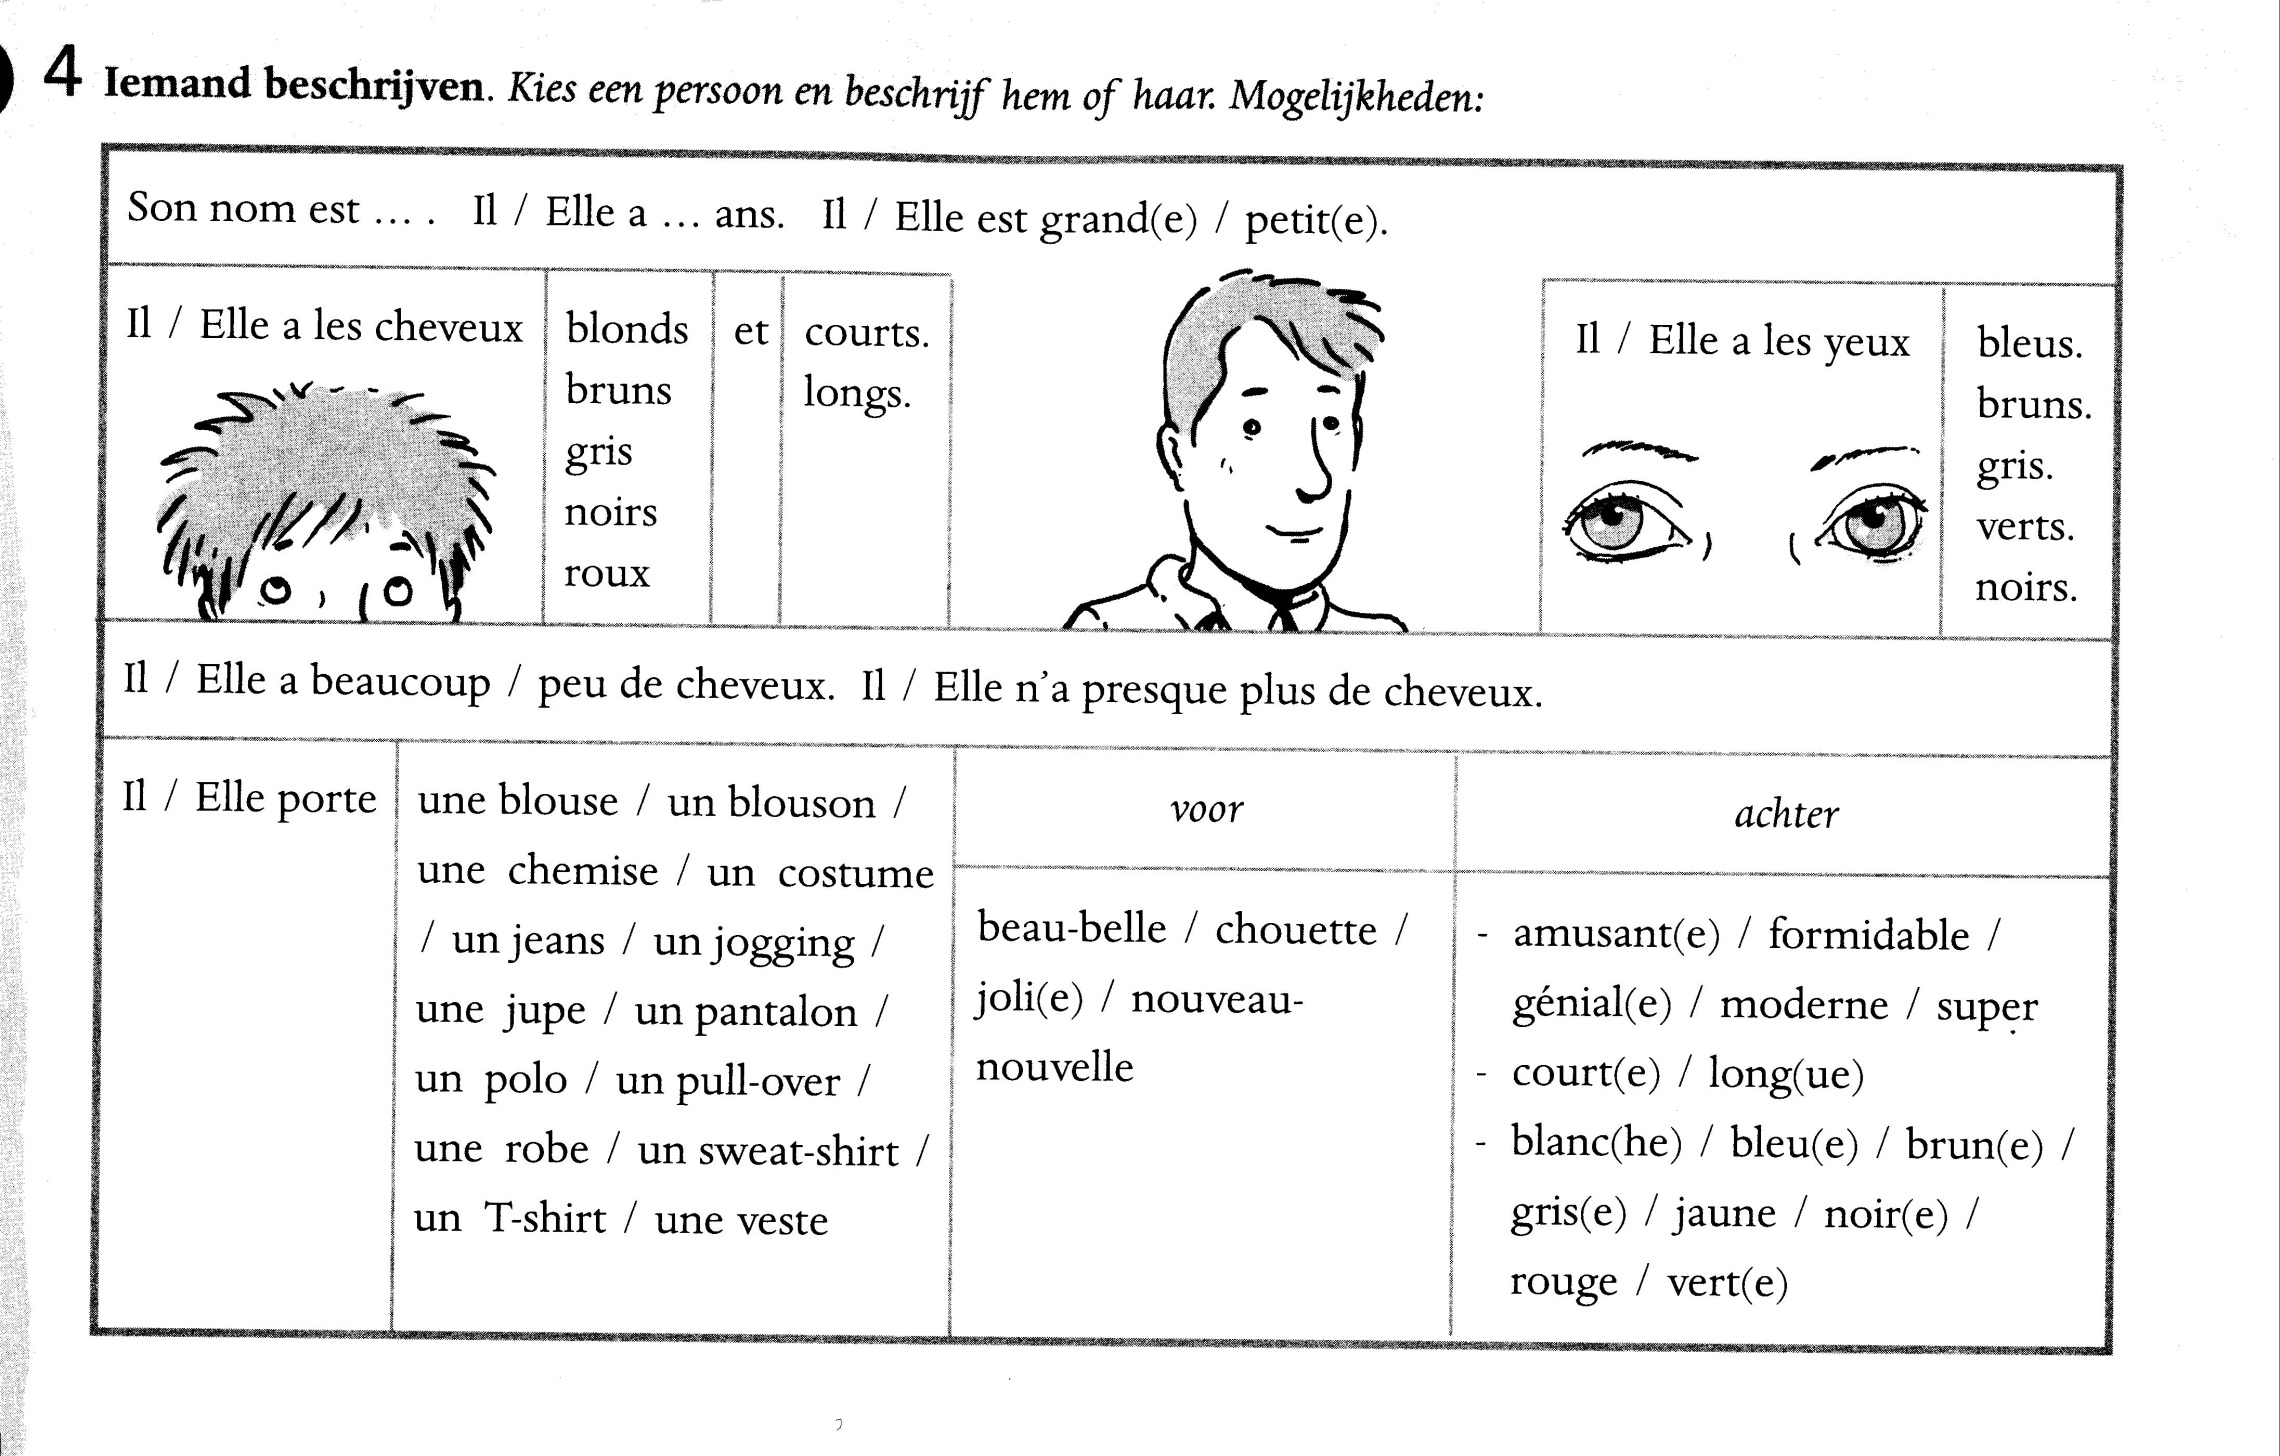 4 Iemand beschrijven. Kies een persoon en beschrijf hem of haar. Mogelijkheden:
Son nom est … . Il / Elle a … ans. Il / Elle est grand(e) / petit(e).
Il / Elle a les cheveux
blonds
bruns
gris
noirs
roux
et
courts.
longs.
Il / Elle a les yeux
bleus.
bruns.
gris.
verts.
noirs.
Il / Elle a beaucoup / peu de cheveux. Il / Elle n'a presque plus de cheveux.
Il / Elle porte
une blouse / un blouson /
une chemise / un costume
/ un jeans / un jogging /
une jupe / un pantalon /
un polo / un pull-over /
une robe / un sweat-shirt /
un T-shirt / une veste
voor
beau-belle / chouette /
joli(e) / nouveau-
nouvelle
achter
- amusant(e) / formidable /
génial(e) / moderne / super
- court(e) / long(ue)
- blanc(he) / bleu(e) / brun(e) /
gris(e) / jaune / noir(e) /
rouge / vert(e)